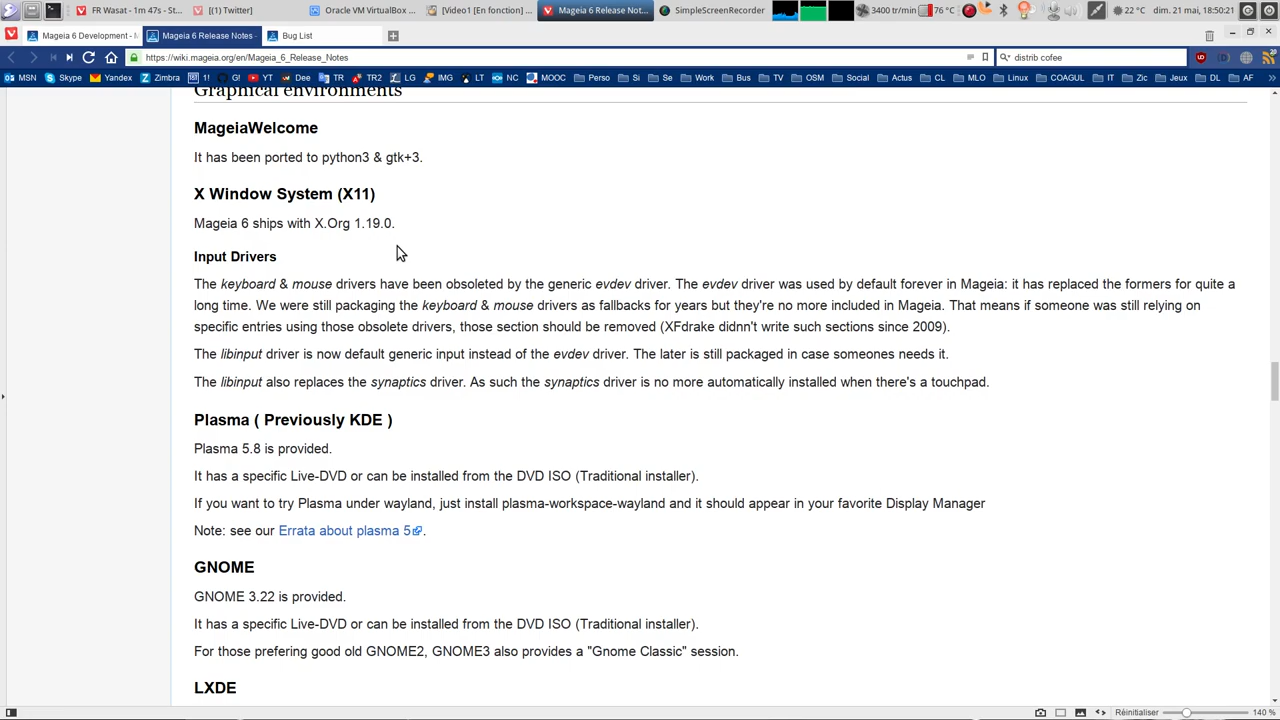 FR Wasat - 1m 47s - St...
[(1) Twitter]
Oracle VM VirtualBox ...
[Video1 [En fonction] ...
Mageia 6 Release Not...
SimpleScreenRecorder
3400 tr/min
76 °C
22 °C
dim. 21 mai, 18:50:21
Mageia 6 Development - M
Mageia 6 Release Notes -
Bug List
https://wiki.mageia.org/en/Mageia_6_Release_Notes
distrib cofee
MSN Skype Yandex Zimbra 1! G! YT Dee TR TR2 LG IMG LT NC MOOC Perso Si Se Work Bus TV OSM Social Actus CL MLO Linux COAGUL IT Zic Jeux DL AF
Graphical environments
MageiaWelcome
It has been ported to python3 & gtk+3.
X Window System (X11)
Mageia 6 ships with X.Org 1.19.0.
Input Drivers
The keyboard & mouse drivers have been obsoleted by the generic evdev driver. The evdev driver was used by default forever in Mageia: it has replaced the formers for quite a
long time. We were still packaging the keyboard & mouse drivers as fallbacks for years but they're no more included in Mageia. That means if someone was still relying on
specific entries using those obsolete drivers, those section should be removed (XFdrake didnn't write such sections since 2009).
The libinput driver is now default generic input instead of the evdev driver. The later is still packaged in case someones needs it.
The libinput also replaces the synaptics driver. As such the synaptics driver is no more automatically installed when there's a touchpad.
Plasma ( Previously KDE )
Plasma 5.8 is provided.
It has a specific Live-DVD or can be installed from the DVD ISO (Traditional installer).
If you want to try Plasma under wayland, just install plasma-workspace-wayland and it should appear in your favorite Display Manager
Note: see our Errata about plasma 5.
GNOME
GNOME 3.22 is provided.
It has a specific Live-DVD or can be installed from the DVD ISO (Traditional installer).
For those prefering good old GNOME2, GNOME3 also provides a "Gnome Classic" session.
LXDE
Réinitialiser
140 %